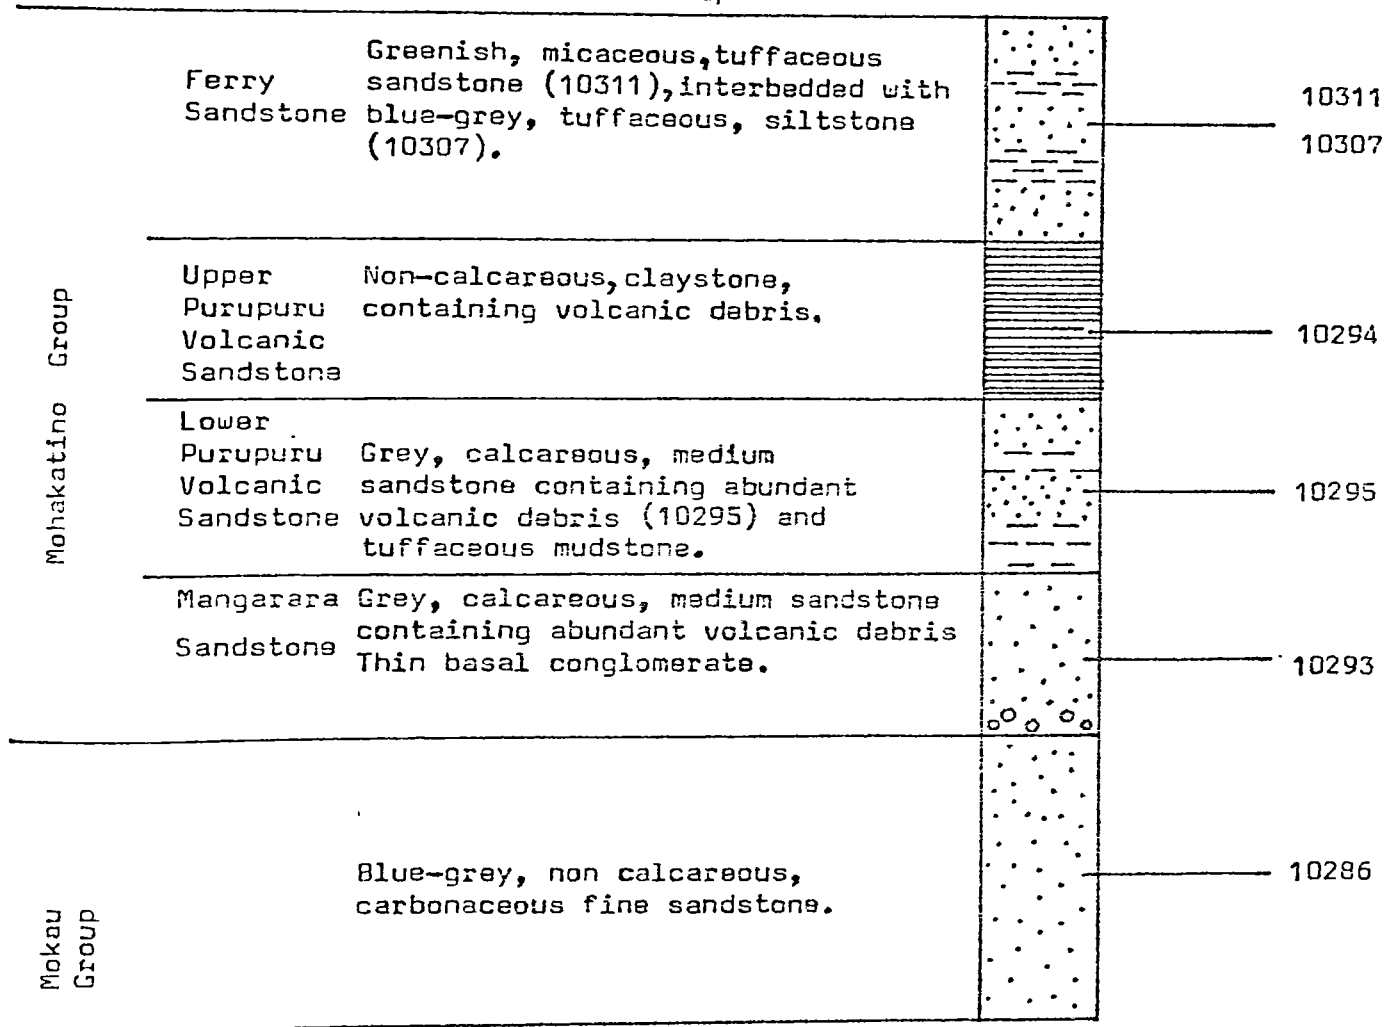 Ferry
Sandstone
Greenish, micaceous, tuffaceous
sandstone (10311), interbedded with
blue-grey, tuffaceous, siltstone
(10307).
10311
10307
Mohakatino Group
Upper
Purupuru
Volcanic
Sandstone
Non-calcareous, claystone,
containing volcanic debris.
10294
Lower
Purupuru
Volcanic
Sandstone
Grey, calcareous, medium
sandstone containing abundant
volcanic debris (10295) and
tuffaceous mudstone.
10295
Mangarara
Sandstone
Grey, calcareous, medium sandstone
containing abundant volcanic debris
Thin basal conglomerate.
10293
Mokau
Group
Blue-grey, non calcareous,
carbonaceous fine sandstone.
10286